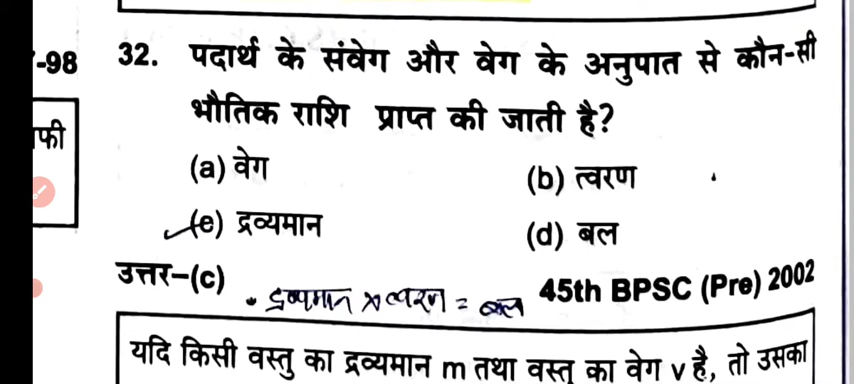 32. पदार्थ के संवेग और वेग के अनुपात से कौन-सी
-98
भौतिक राशि प्राप्त की जाती है?
फी
(a) वेग
(b) त्वरण
(c) द्रव्यमान
(d) बल
उत्तर–(c)
• द्रव्यमान × त्वरण = बल
45th BPSC (Pre) 2002
यदि किसी वस्तु का द्रव्यमान m तथा वस्तु का वेग v है, तो उसका